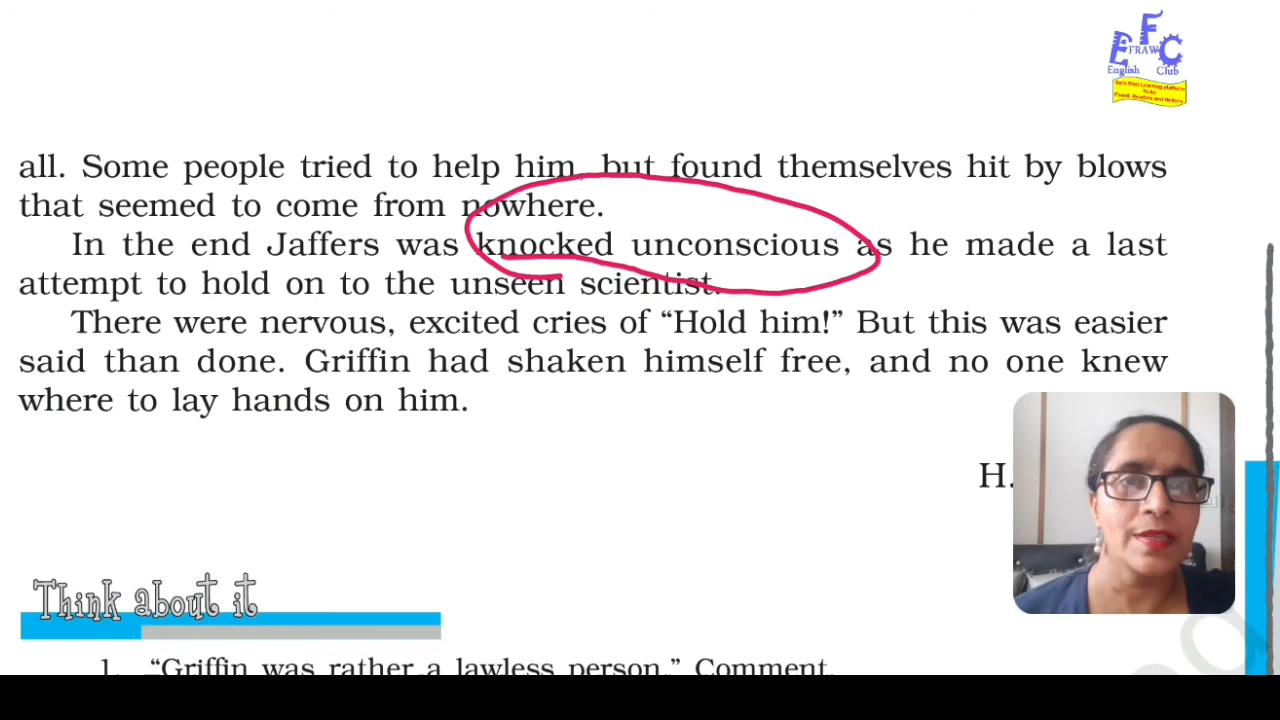 EFC
EFRAW
English Club
all. Some people tried to help him, but found themselves hit by blows
that seemed to come from nowhere.
In the end Jaffers was knocked unconscious as he made a last
attempt to hold on to the unseen scientist.
There were nervous, excited cries of “Hold him!” But this was easier
said than done. Griffin had shaken himself free, and no one knew
where to lay hands on him.
H.
Think about it
1. “Griffin was rather a lawless person.” Comment.